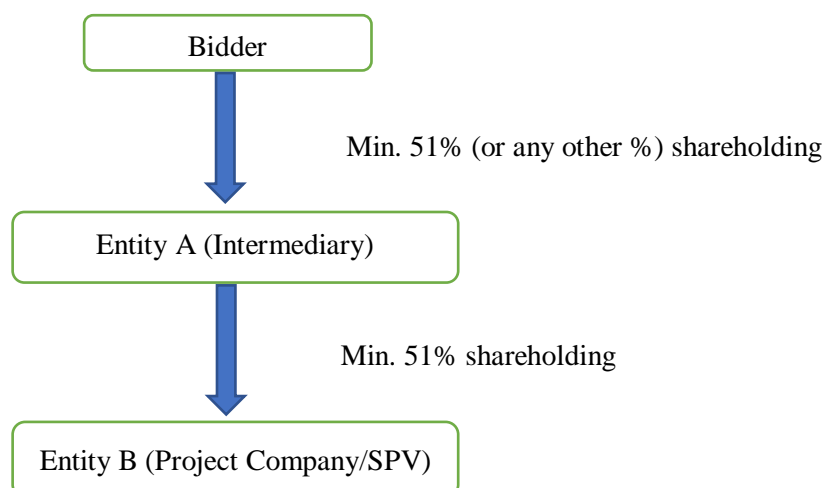 Bidder
Min. 51% (or any other %) shareholding
Entity A (Intermediary)
Min. 51% shareholding
Entity B (Project Company/SPV)